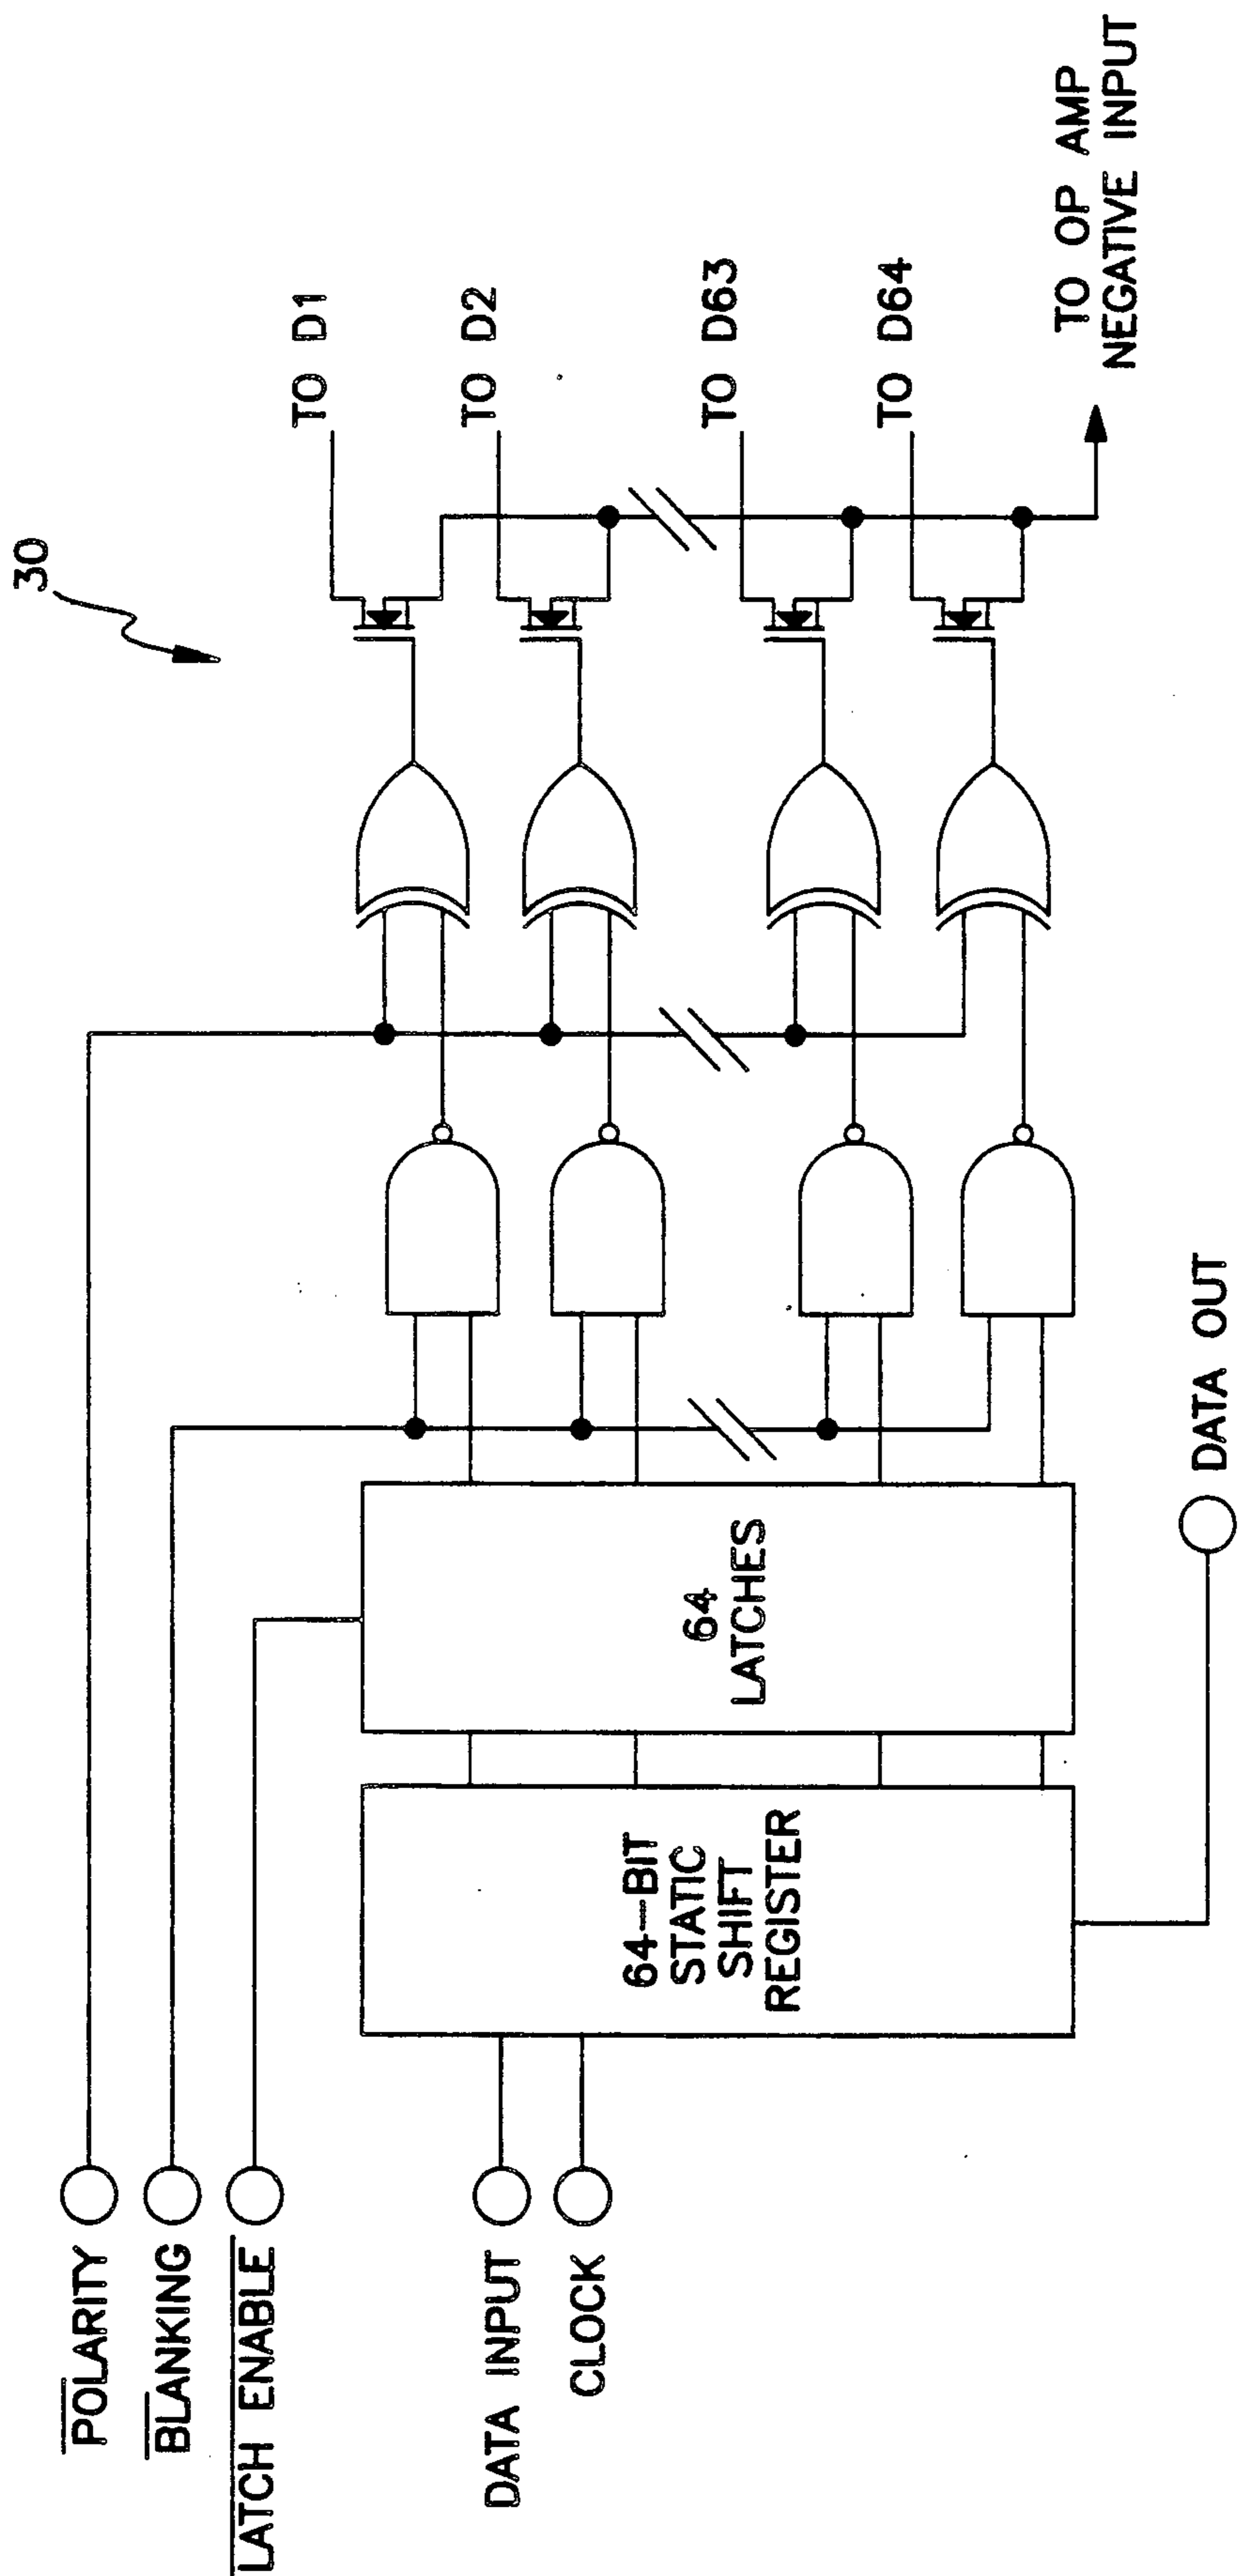 30
POLARITY
BLANKING
LATCH ENABLE
DATA INPUT
CLOCK
64-BIT
STATIC
SHIFT
REGISTER
64
LATCHES
TO D1
TO D2
TO D63
TO D64
TO OP AMP
NEGATIVE INPUT
DATA OUT